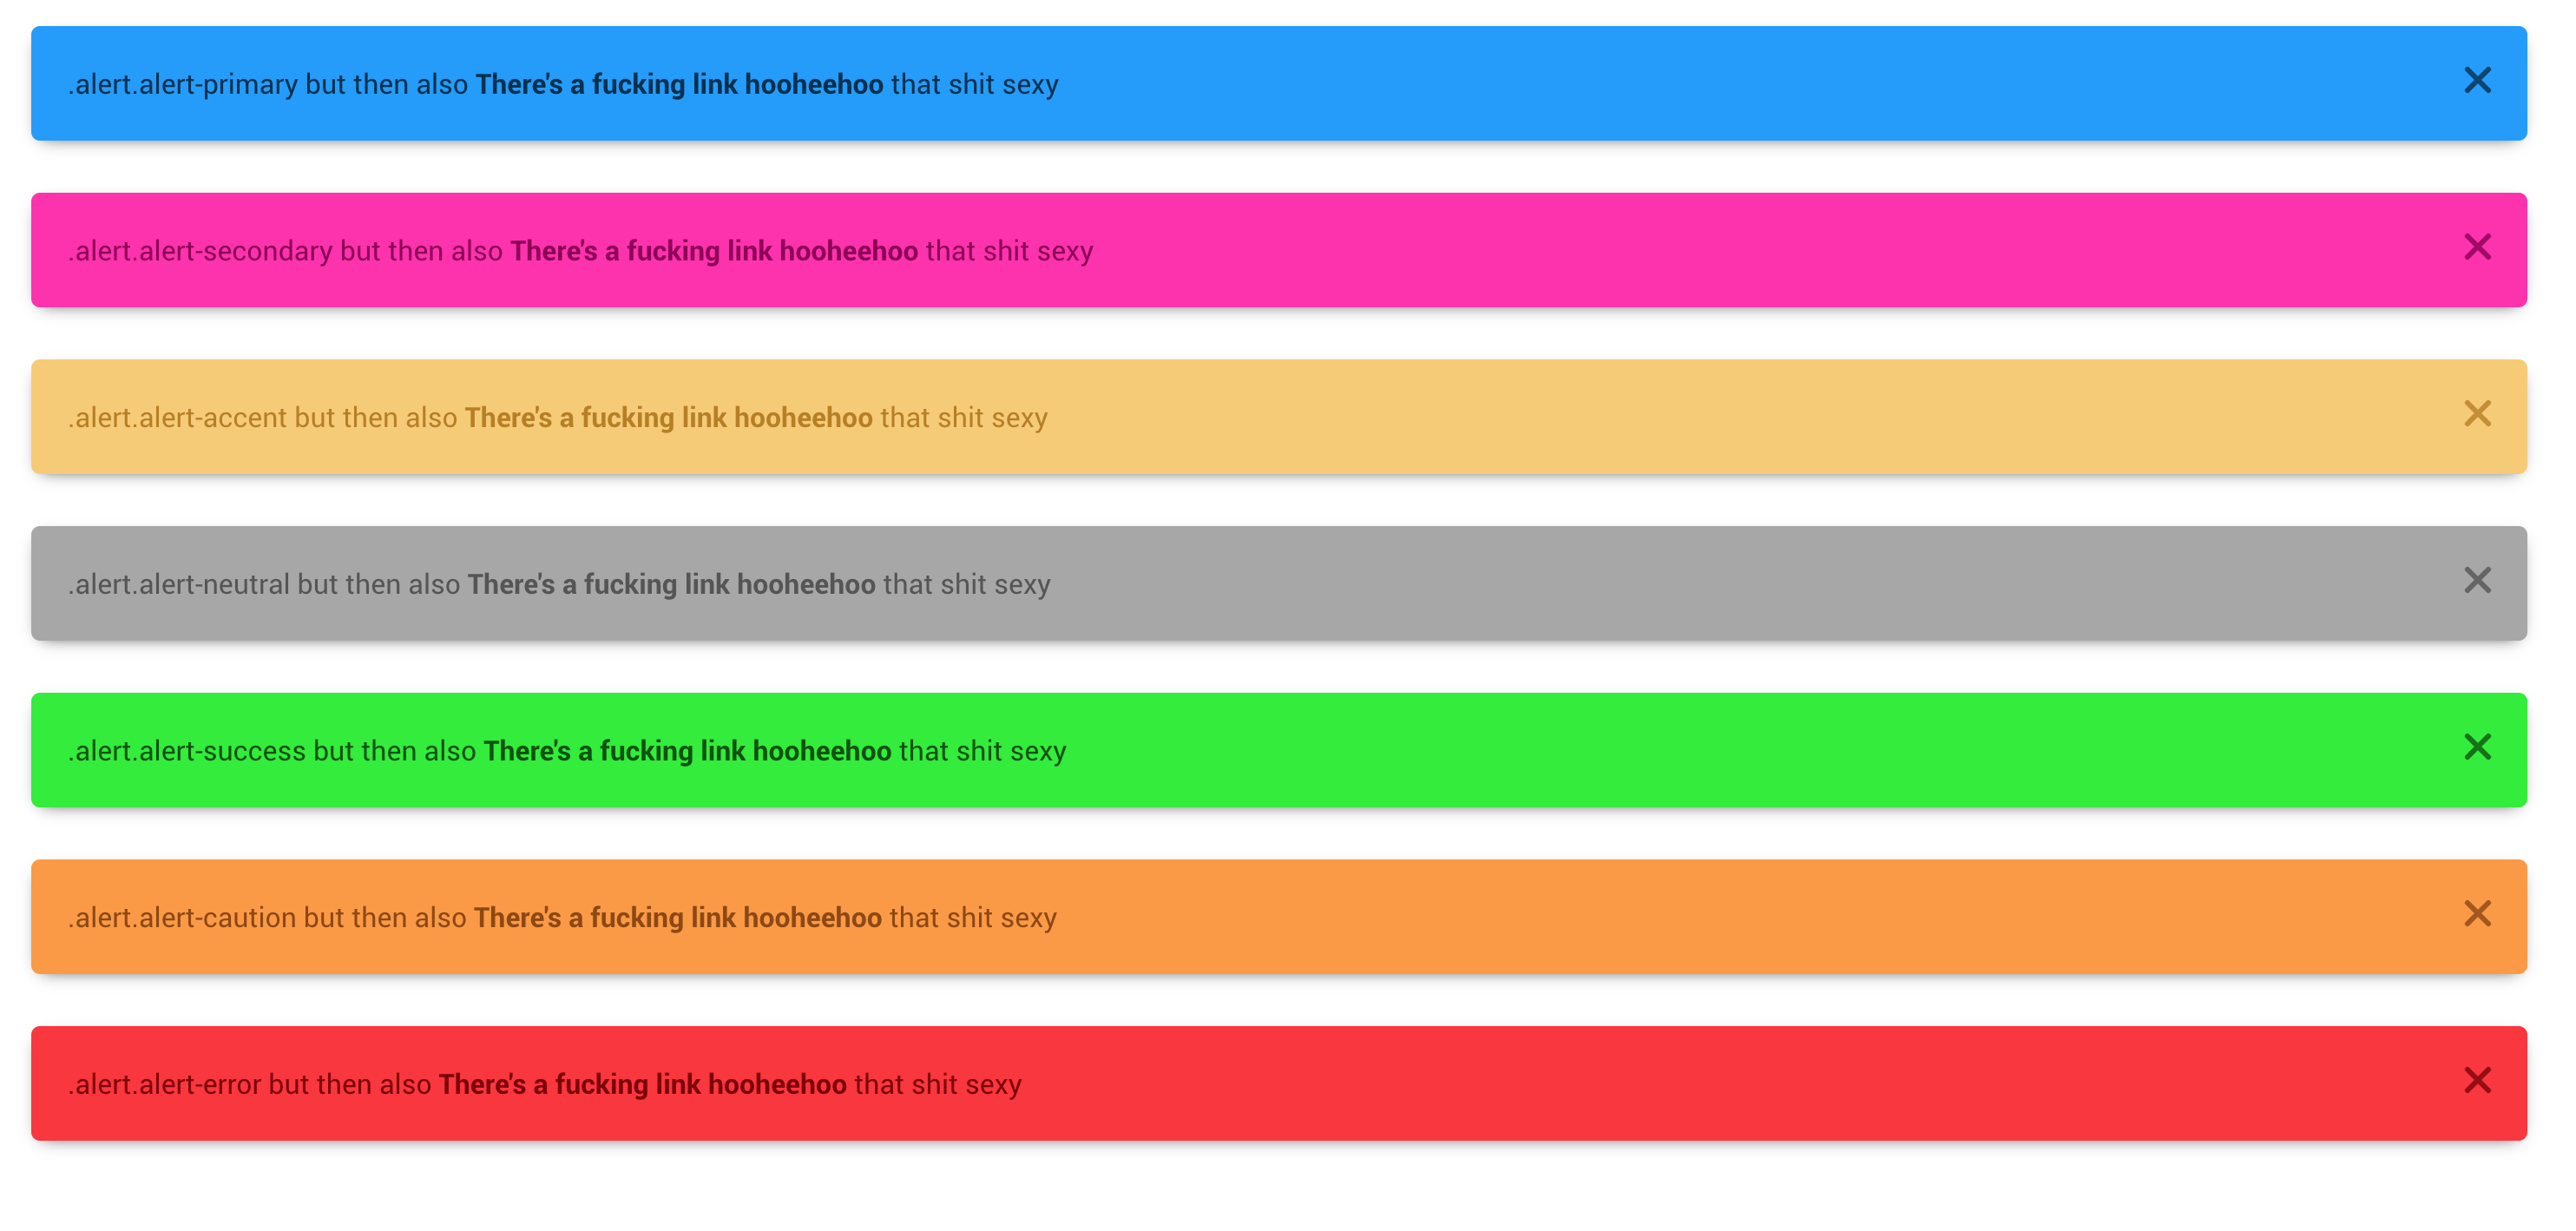 .alert.alert-primary but then also There's a fucking link hooheehoo that shit sexy
.alert.alert-secondary but then also There's a fucking link hooheehoo that shit sexy
.alert.alert-accent but then also There's a fucking link hooheehoo that shit sexy
.alert.alert-neutral but then also There's a fucking link hooheehoo that shit sexy
.alert.alert-success but then also There's a fucking link hooheehoo that shit sexy
.alert.alert-caution but then also There's a fucking link hooheehoo that shit sexy
.alert.alert-error but then also There's a fucking link hooheehoo that shit sexy